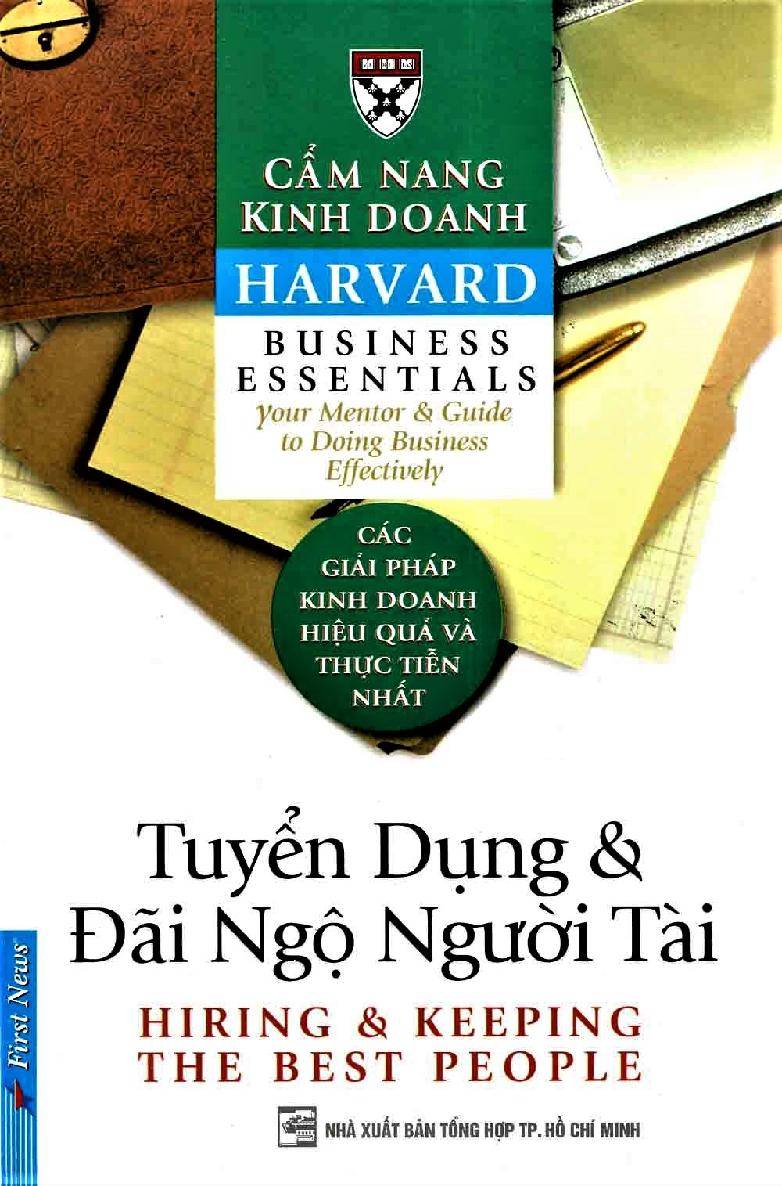 CẨM NANG
KINH DOANH
HARVARD
BUSINESS
ESSENTIALS
your Mentor & Guide
to Doing Business
Effectively
CÁC
GIẢI PHÁP
KINH DOANH
HIỆU QUẢ VÀ
THỰC TIỄN
NHẤT
Tuyển Dụng &
Đãi Ngộ Người Tài
HIRING & KEEPING
THE BEST PEOPLE
First News
NHÀ XUẤT BẢN TỔNG HỢP TP. HỒ CHÍ MINH